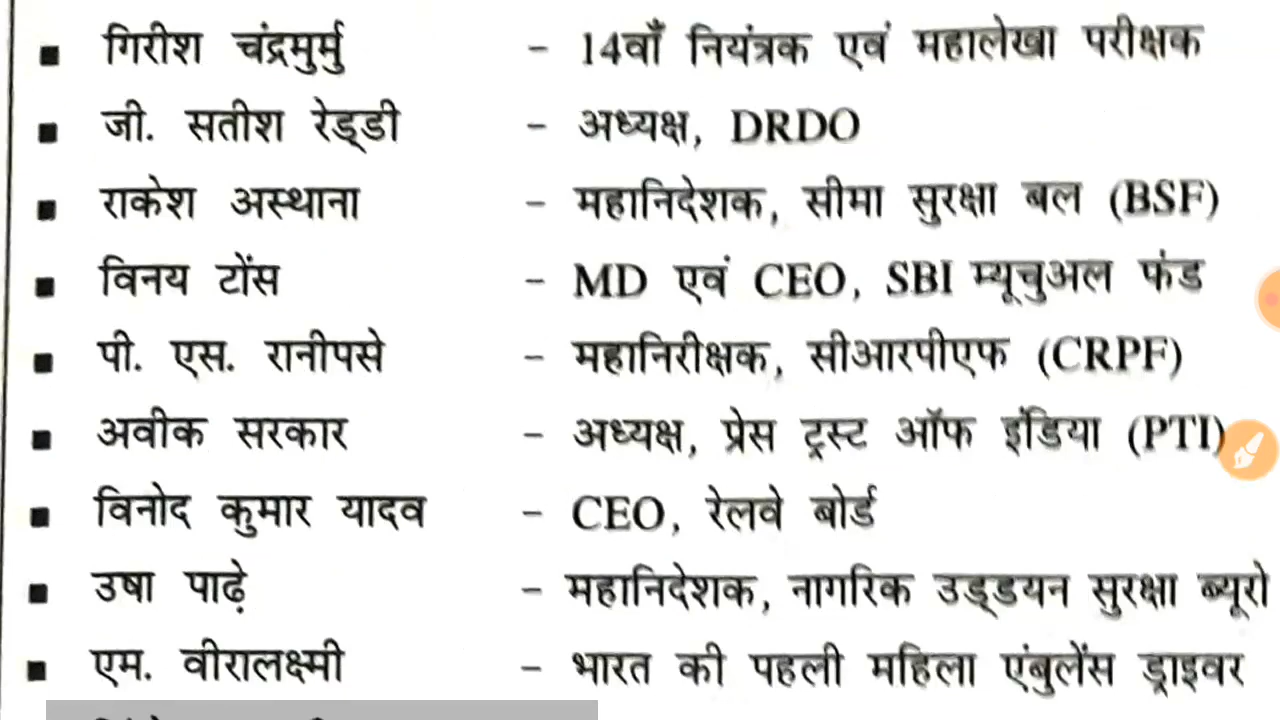 ▪ गिरीश चंद्रमुर्मु – 14वाँ नियंत्रक एवं महालेखा परीक्षक
▪ जी. सतीश रेड्डी – अध्यक्ष, DRDO
▪ राकेश अस्थाना – महानिदेशक, सीमा सुरक्षा बल (BSF)
▪ विनय टोंस – MD एवं CEO, SBI म्यूचुअल फंड
▪ पी. एस. रानीपसे – महानिरीक्षक, सीआरपीएफ (CRPF)
▪ अवीक सरकार – अध्यक्ष, प्रेस ट्रस्ट ऑफ इंडिया (PTI)
▪ विनोद कुमार यादव – CEO, रेलवे बोर्ड
▪ उषा पाढ़े – महानिदेशक, नागरिक उड्डयन सुरक्षा ब्यूरो
▪ एम. वीरालक्ष्मी – भारत की पहली महिला एंबुलेंस ड्राइवर